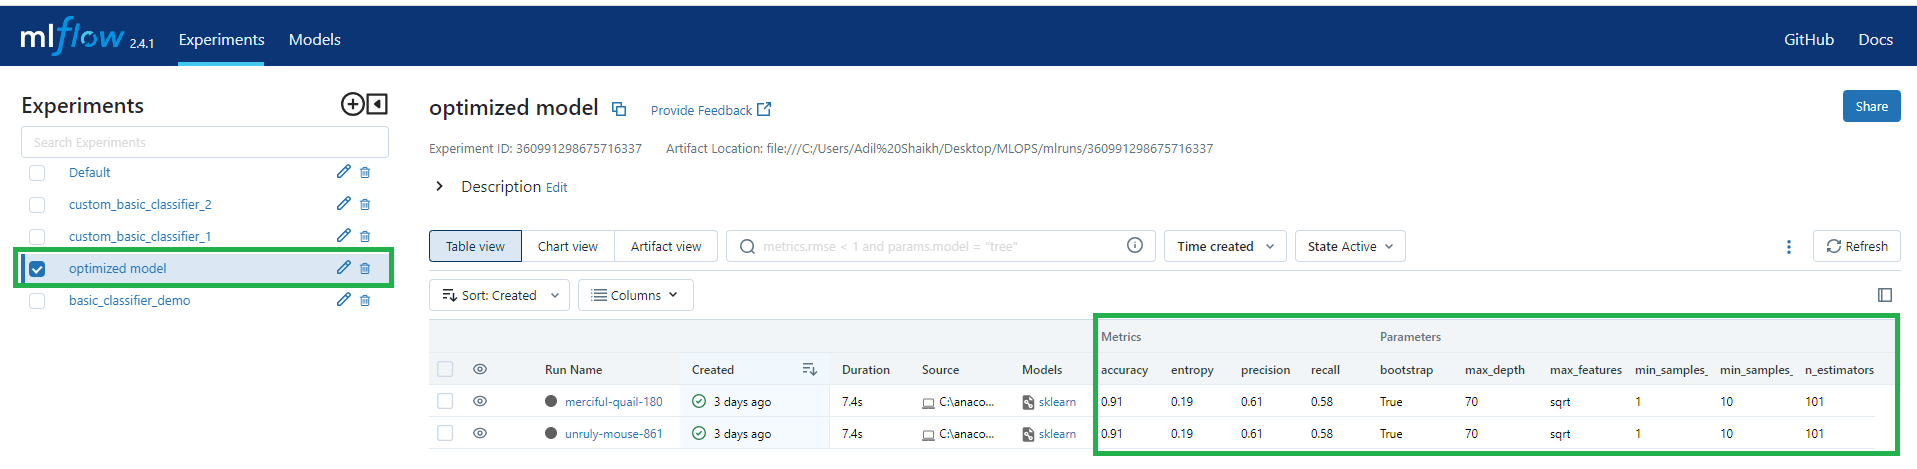 mlflow 2.4.1 Experiments Models GitHub Docs
Experiments
Search Experiments
Default
custom_basic_classifier_2
custom_basic_classifier_1
optimized model
basic_classifier_demo
optimized model Provide Feedback Share
Experiment ID: 360991298675716337 Artifact Location: file:///C:/Users/Adil%20Shaikh/Desktop/MLOPS/mlruns/360991298675716337
Description Edit
Table view Chart view Artifact view metrics.rmse < 1 and params.model = "tree" Time created State Active Refresh
Sort: Created Columns
Metrics Parameters
Run Name Created Duration Source Models accuracy entropy precision recall bootstrap max_depth max_features min_samples_ min_samples_ n_estimators
merciful-quail-180 3 days ago 7.4s C:\anaco... sklearn 0.91 0.19 0.61 0.58 True 70 sqrt 1 10 101
unruly-mouse-861 3 days ago 7.4s C:\anaco... sklearn 0.91 0.19 0.61 0.58 True 70 sqrt 1 10 101